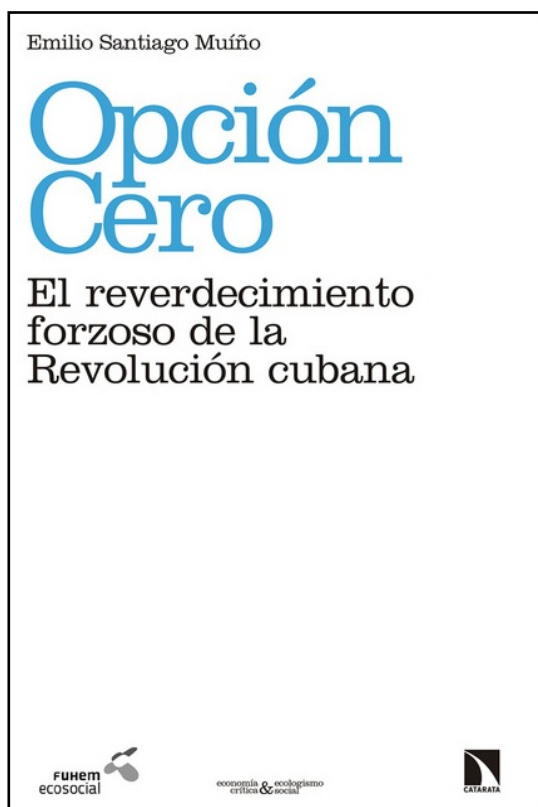 Emilio Santiago Muíño
Opción
Cero
El reverdecimiento
forzoso de la
Revolución cubana
FUHEM
ecosocial
economía & ecologismo
crítica social
CATARATA